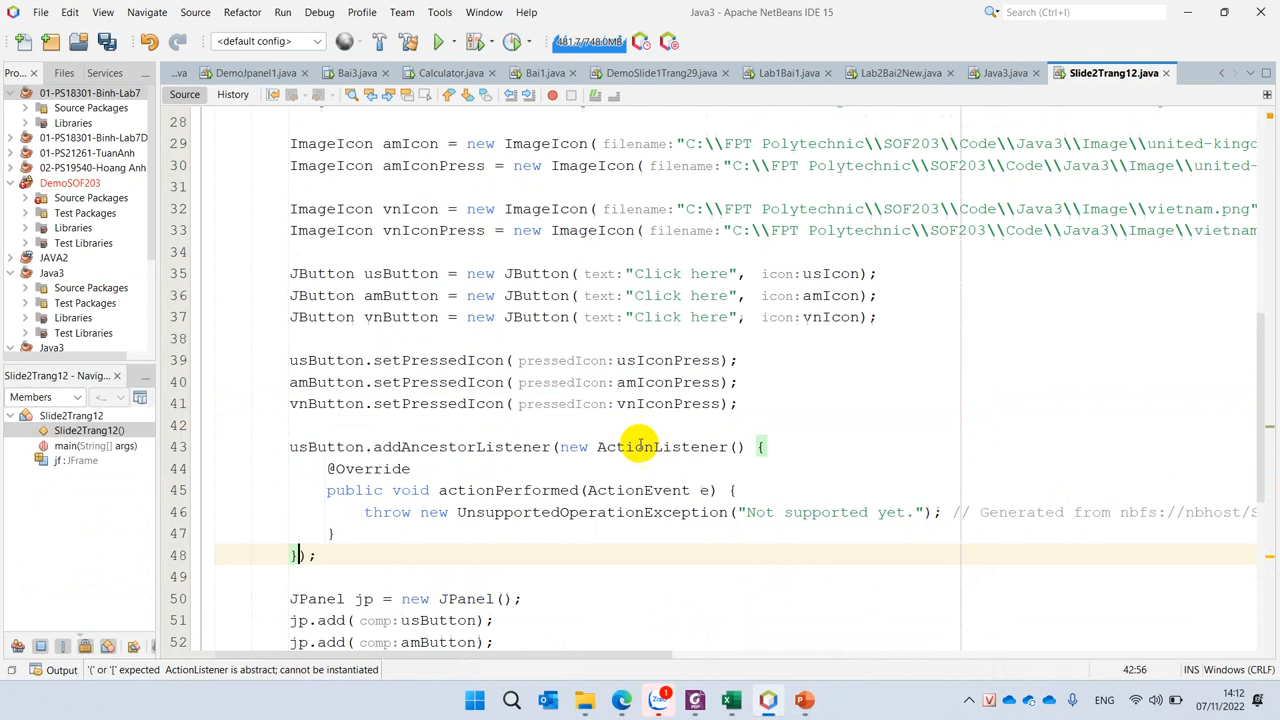 File Edit View Navigate Source Refactor Run Debug Profile Team Tools Window Help
Java3 - Apache NetBeans IDE 15
Search (Ctrl+I)
<default config>
481.7/748.0MB
Pro... Files Services
...va DemoJpanel1.java Bai3.java Calculator.java Bai1.java DemoSlide1Trang29.java Lab1Bai1.java Lab2Bai2New.java Java3.java Slide2Trang12.java
Source History
01-PS18301-Binh-Lab7
Source Packages
Libraries
01-PS18301-Binh-Lab7D
01-PS21261-TuanAnh
02-PS19540-Hoang Anh
DemoSOF203
Source Packages
Test Packages
Libraries
Test Libraries
JAVA2
Java3
Source Packages
Test Packages
Libraries
Test Libraries
Java3
Slide2Trang12 - Navig...
Members
<...
Slide2Trang12
Slide2Trang12()
main(String[] args)
jf : JFrame
28
29 ImageIcon amIcon = new ImageIcon( filename:"C:\\FPT Polytechnic\\SOF203\\Code\\Java3\\Image\\united-kingd
30 ImageIcon amIconPress = new ImageIcon( filename:"C:\\FPT Polytechnic\\SOF203\\Code\\Java3\\Image\\united-
31
32 ImageIcon vnIcon = new ImageIcon( filename:"C:\\FPT Polytechnic\\SOF203\\Code\\Java3\\Image\\vietnam.png"
33 ImageIcon vnIconPress = new ImageIcon( filename:"C:\\FPT Polytechnic\\SOF203\\Code\\Java3\\Image\\vietnam
34
35 JButton usButton = new JButton( text:"Click here", icon:usIcon);
36 JButton amButton = new JButton( text:"Click here", icon:amIcon);
37 JButton vnButton = new JButton( text:"Click here", icon:vnIcon);
38
39 usButton.setPressedIcon( pressedIcon:usIconPress);
40 amButton.setPressedIcon( pressedIcon:amIconPress);
41 vnButton.setPressedIcon( pressedIcon:vnIconPress);
42
43 usButton.addAncestorListener(new ActionListener() {
44 @Override
45 public void actionPerformed(ActionEvent e) {
46 throw new UnsupportedOperationException("Not supported yet."); // Generated from nbfs://nbhost/S
47 }
48 });
49
50 JPanel jp = new JPanel();
51 jp.add( comp:usButton);
52 jp.add( comp:amButton);
Output
'(' or '[' expected ActionListener is abstract; cannot be instantiated
42:56
INS Windows (CRLF)
Zalo
1
ENG
14:12
07/11/2022